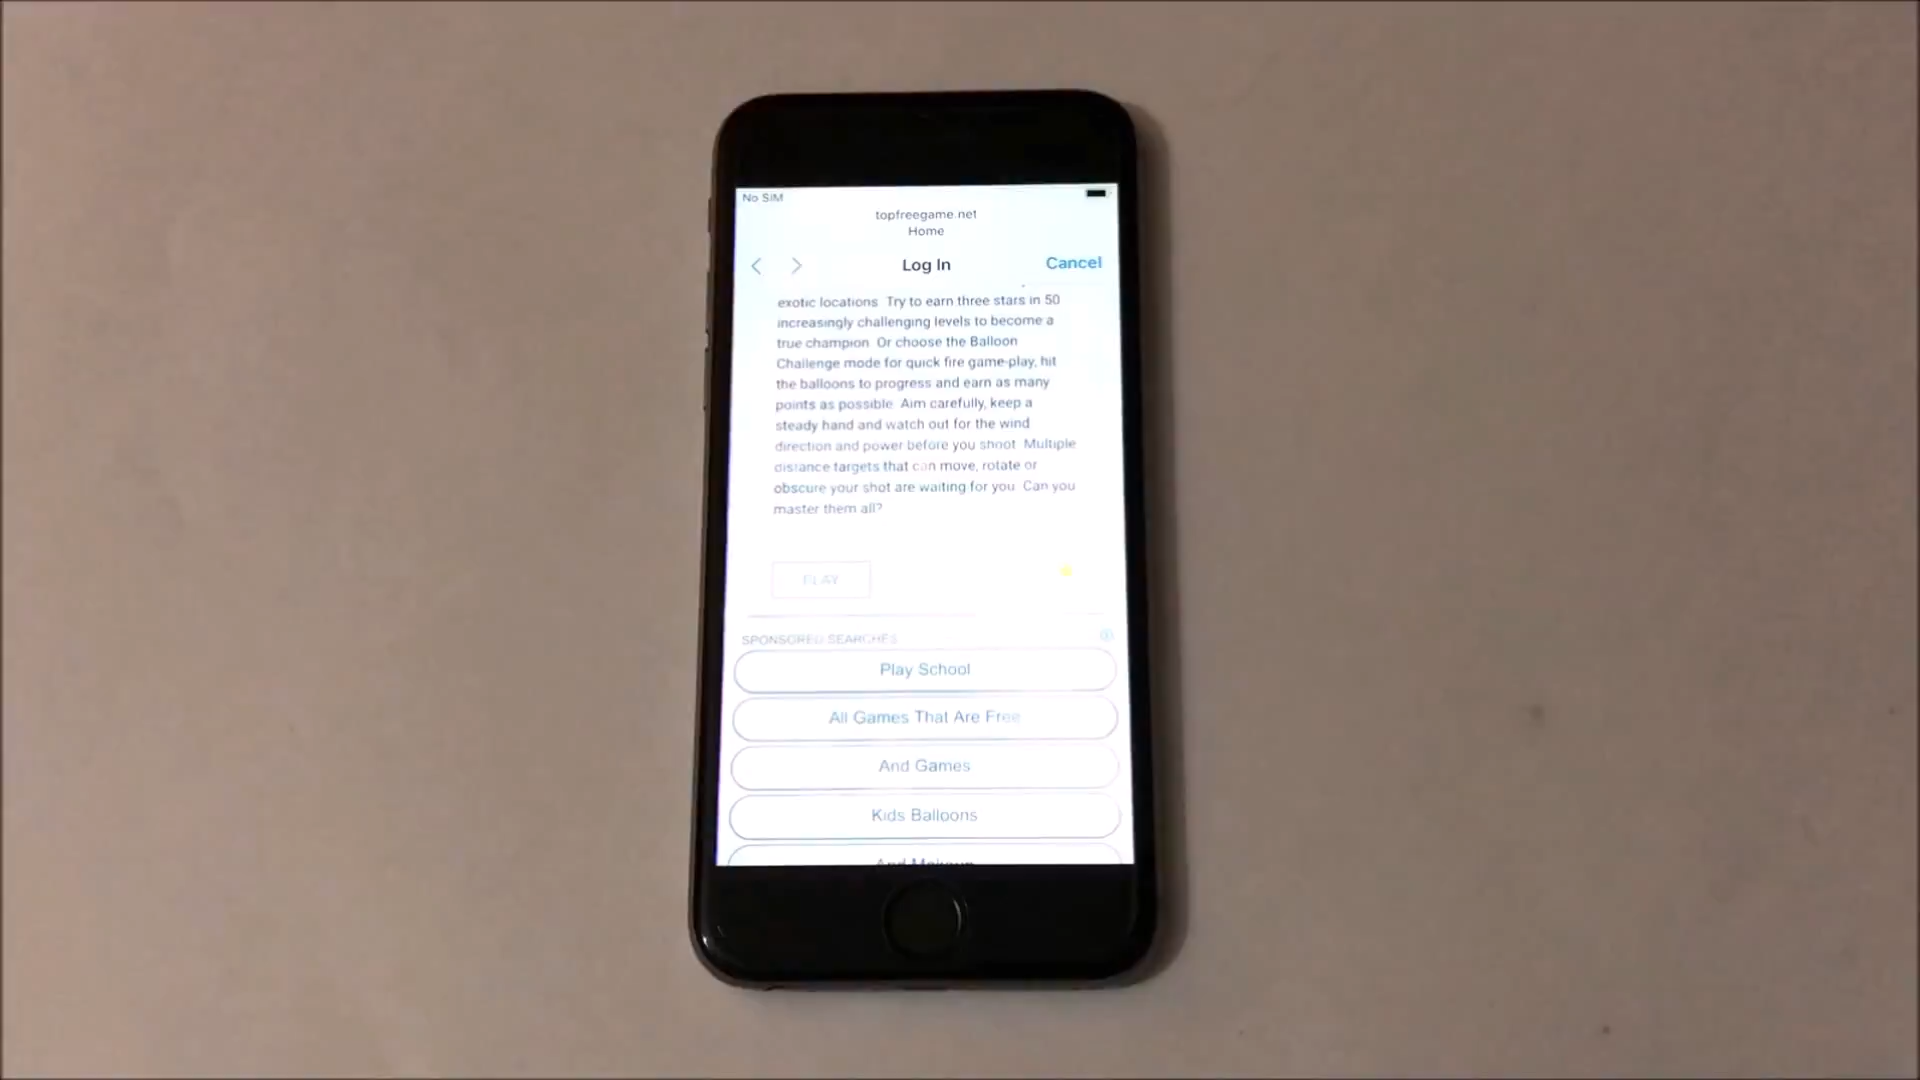 No SIM
topfreegame.net
Home
Log In
Cancel
exotic locations Try to earn three stars in 50
increasingly challenging levels to become a
true champion Or choose the Balloon
Challenge mode for quick fire game-play, hit
the balloons to progress and earn as many
points as possible Aim carefully, keep a
steady hand and watch out for the wind
direction and power before you shoot Multiple
distance targets that can move, rotate or
obscure your shot are waiting for you Can you
master them all?
PLAY
SPONSORED SEARCHES
Play School
All Games That Are Free
And Games
Kids Balloons